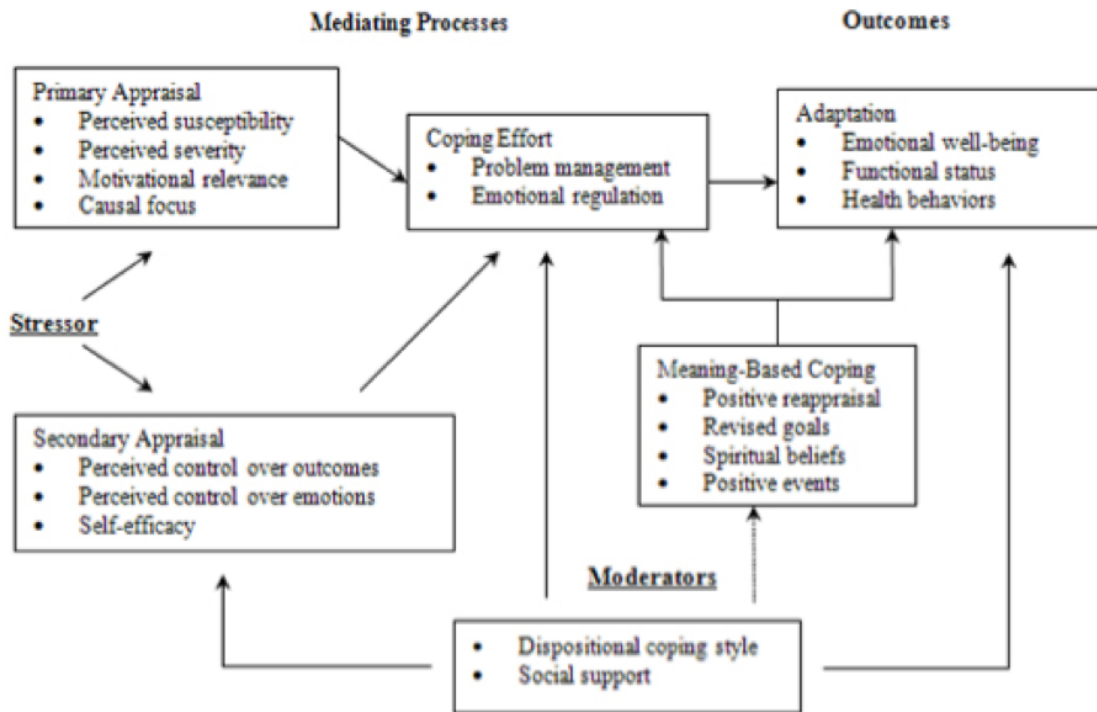 Mediating Processes
Outcomes
Primary Appraisal
• Perceived susceptibility
• Perceived severity
• Motivational relevance
• Causal focus
Coping Effort
• Problem management
• Emotional regulation
Adaptation
• Emotional well-being
• Functional status
• Health behaviors
Stressor
Meaning-Based Coping
• Positive reappraisal
• Revised goals
• Spiritual beliefs
• Positive events
Secondary Appraisal
• Perceived control over outcomes
• Perceived control over emotions
• Self-efficacy
Moderators
• Dispositional coping style
• Social support